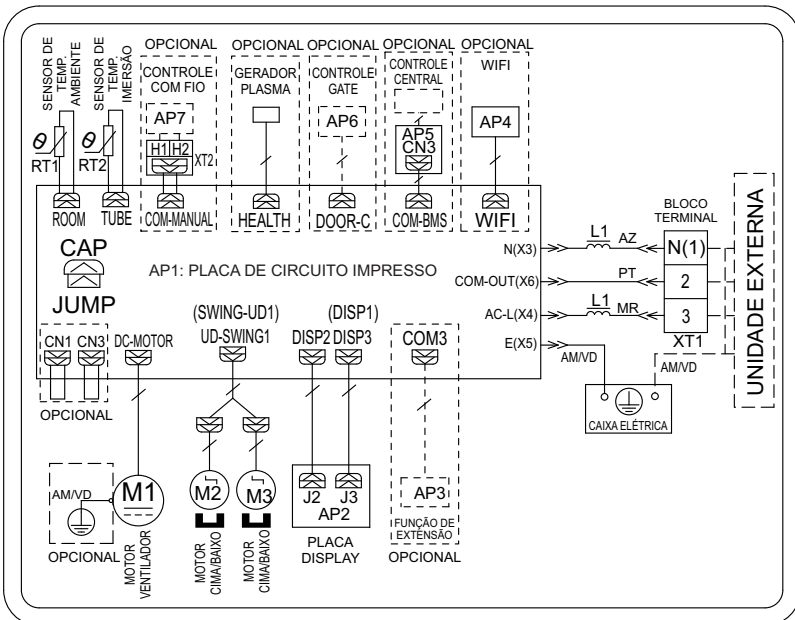 SENSOR DE
TEMP.
AMBIENTE
SENSOR DE
TEMP.
IMERSÃO
OPCIONAL
OPCIONAL
OPCIONAL
OPCIONAL
OPCIONAL
CONTROLE
COM FIO
GERADOR
PLASMA
CONTROLE
GATE
CONTROLE
CENTRAL
WIFI
AP7
AP6
AP5
AP4
H1 H2
XT2
CN3
θ
RT1
θ
RT2
ROOM
TUBE
COM-MANUAL
HEALTH
DOOR-C
COM-BMS
WIFI
BLOCO
TERMINAL
CAP
JUMP
AP1: PLACA DE CIRCUITO IMPRESSO
N(X3)
L1
AZ
N(1)
COM-OUT(X6)
PT
2
AC-L(X4)
L1
MR
3
XT1
E(X5)
AM/VD
AM/VD
CAIXA ELÉTRICA
UNIDADE EXTERNA
CN1
CN3
OPCIONAL
DC-MOTOR
(SWING-UD1)
UD-SWING1
(DISP1)
DISP2
DISP3
COM3
AM/VD
OPCIONAL
M1
MOTOR
VENTILADOR
M2
MOTOR
CIMA/BAIXO
M3
MOTOR
CIMA/BAIXO
J2
J3
AP2
PLACA
DISPLAY
AP3
FUNÇÃO DE
EXTENSÃO
OPCIONAL